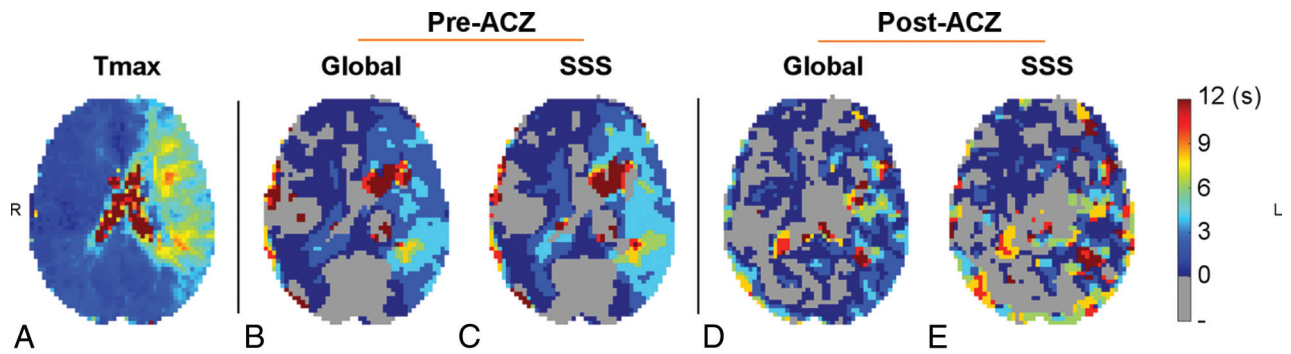 Pre-ACZ
Post-ACZ
Tmax
Global
SSS
Global
SSS
12 (s)
9
6
3
0
-
R
L
A
B
C
D
E